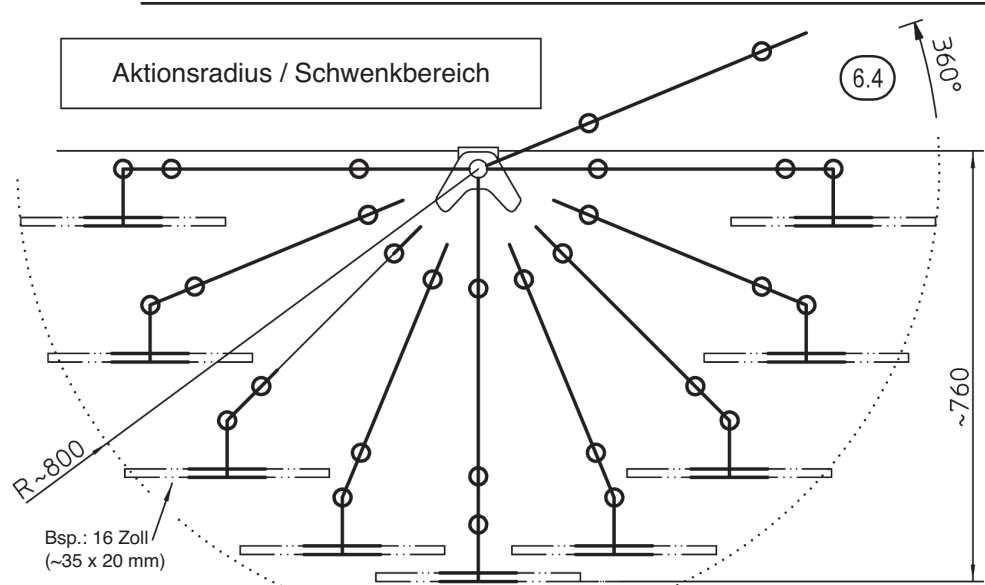 Aktionsradius / Schwenkbereich
6.4
360°
~760
R~800
Bsp.: 16 Zoll
(~35 x 20 mm)